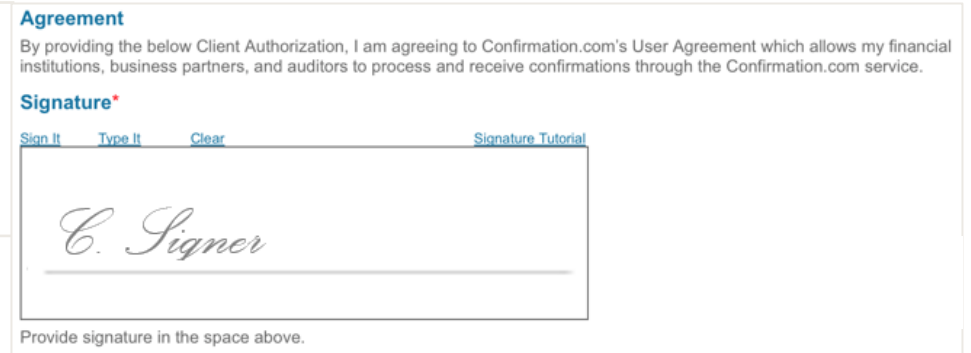 Agreement
By providing the below Client Authorization, I am agreeing to Confirmation.com's User Agreement which allows my financial
institutions, business partners, and auditors to process and receive confirmations through the Confirmation.com service.
Signature*
Sign It Type It Clear Signature Tutorial
C. Signer
Provide signature in the space above.